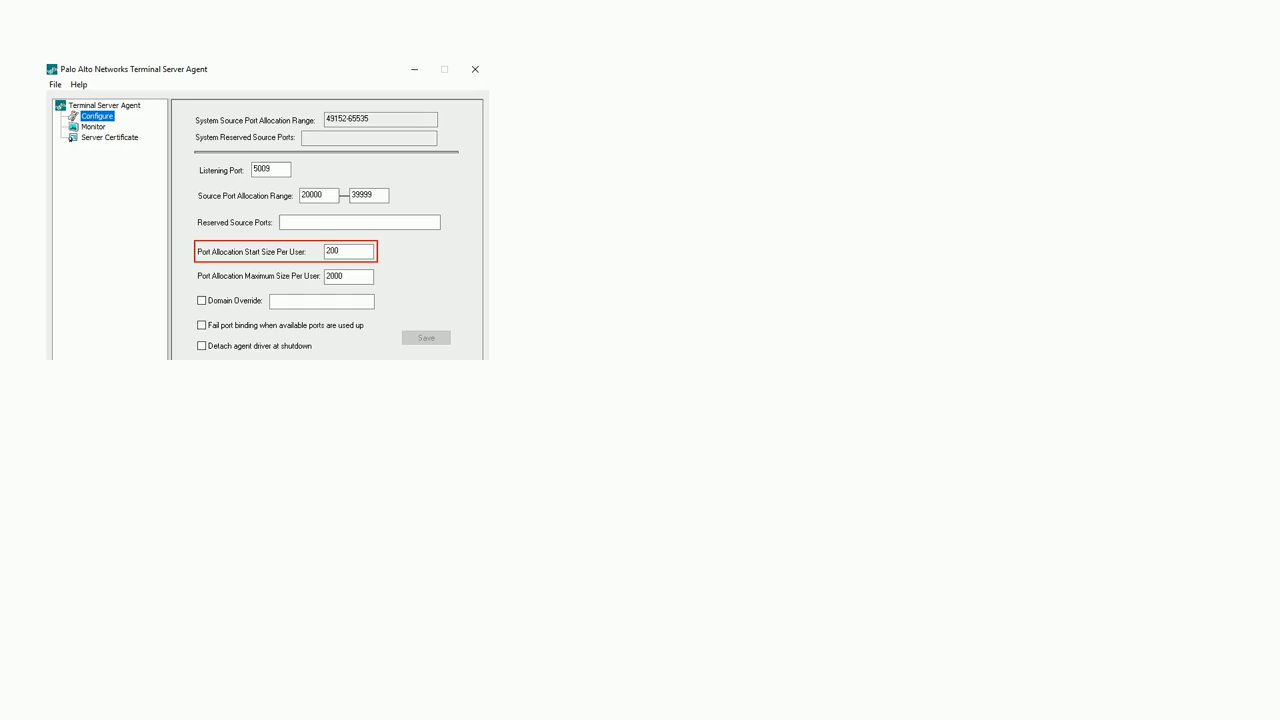 Palo Alto Networks Terminal Server Agent
File Help
Terminal Server Agent
Configure
Monitor
Server Certificate
System Source Port Allocation Range: 49152-65535
System Reserved Source Ports:
Listening Port: 5009
Source Port Allocation Range: 20000 — 39999
Reserved Source Ports:
Port Allocation Start Size Per User: 200
Port Allocation Maximum Size Per User: 2000
Domain Override:
Fail port binding when available ports are used up
Save
Detach agent driver at shutdown